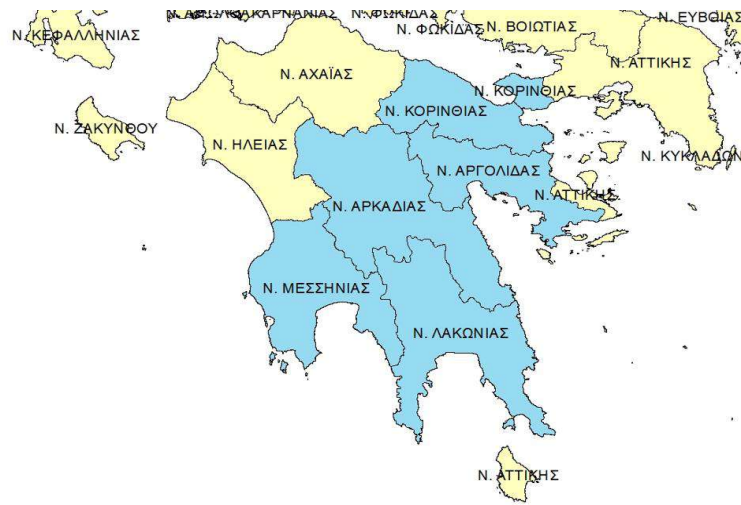 Ν. ΦΩΚΙΔΑΣ
Ν. ΕΥΒΟΙΑΣ
Ν. ΦΩΚΙΔΑΣ
Ν. ΒΟΙΩΤΙΑΣ
Ν. ΚΕΦΑΛΛΗΝΙΑΣ
Ν. ΑΤΤΙΚΗΣ
Ν. ΑΧΑΪΑΣ
Ν. ΚΟΡΙΝΘΙΑΣ
Ν. ΚΟΡΙΝΘΙΑΣ
Ν. ΖΑΚΥΝΘΟΥ
Ν. ΗΛΕΙΑΣ
Ν. ΚΥΚΛΑΔΩΝ
Ν. ΑΡΓΟΛΙΔΑΣ
Ν. ΑΤΤΙΚΗΣ
Ν. ΑΡΚΑΔΙΑΣ
Ν. ΜΕΣΣΗΝΙΑΣ
Ν. ΛΑΚΩΝΙΑΣ
Ν. ΑΤΤΙΚΗΣ